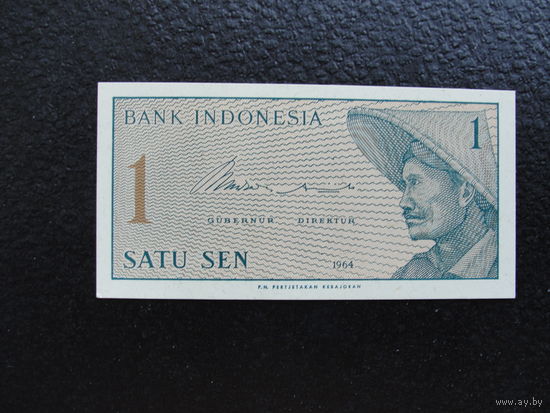 BANK INDONESIA
1
1
GUBERNUR DIREKTUR
SATU SEN
1964
P.N. PERTJETAKAN KEBAJORAN
www.ay.by